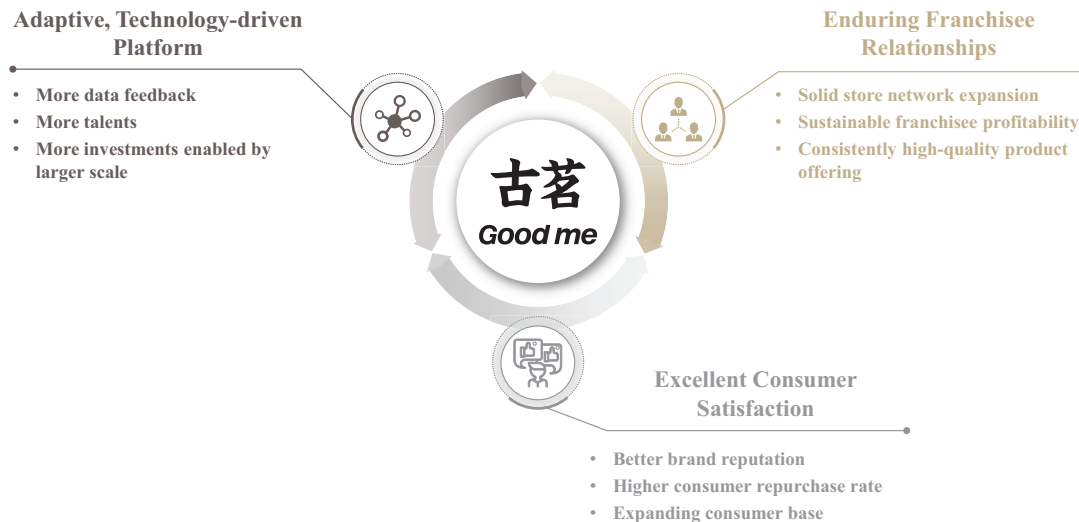 Adaptive, Technology-driven
Platform
• More data feedback
• More talents
• More investments enabled by
larger scale
Enduring Franchisee
Relationships
• Solid store network expansion
• Sustainable franchisee profitability
• Consistently high-quality product
offering
古茗
Good me
Excellent Consumer
Satisfaction
• Better brand reputation
• Higher consumer repurchase rate
• Expanding consumer base